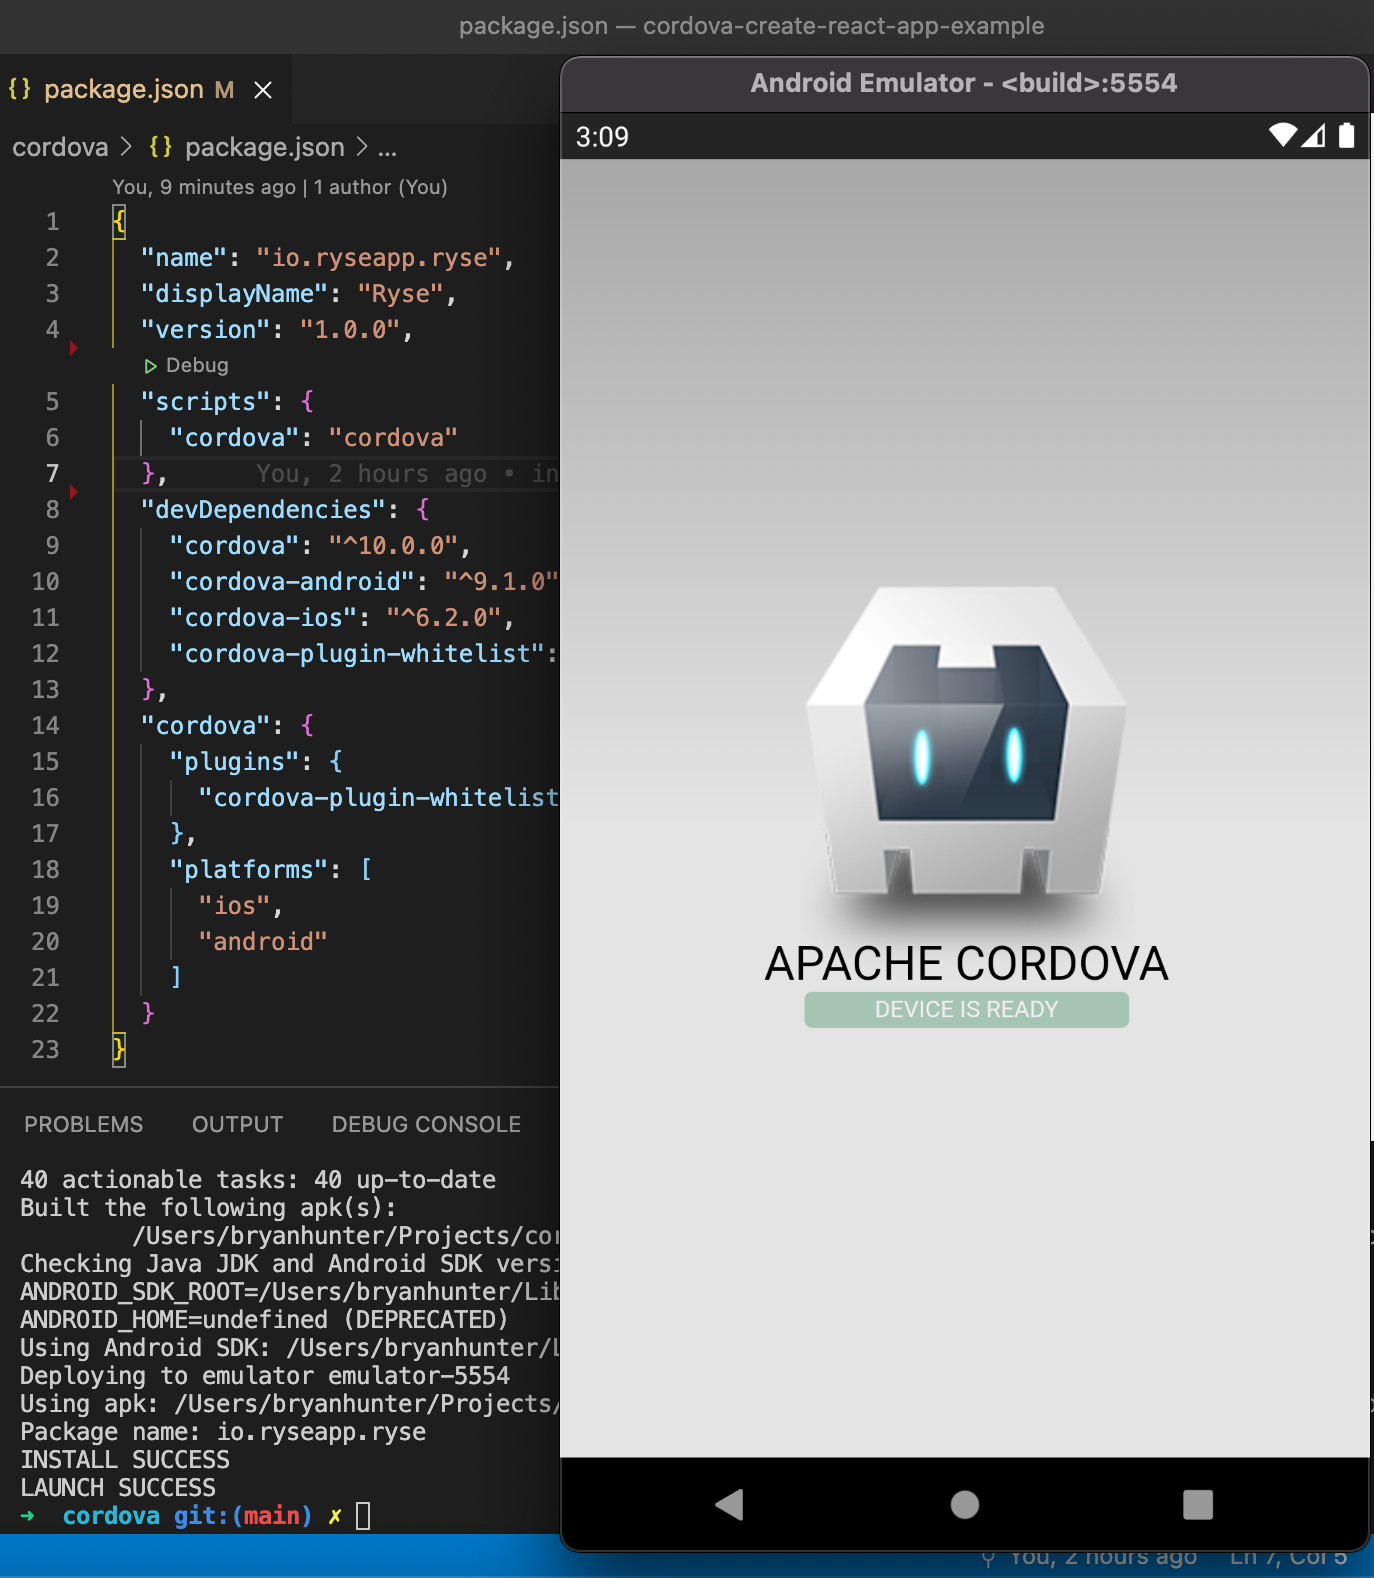 package.json — cordova-create-react-app-example
{} package.json M
cordova > {} package.json > ...
You, 9 minutes ago | 1 author (You)
1 {
2 "name": "io.ryseapp.ryse",
3 "displayName": "Ryse",
4 "version": "1.0.0",
Debug
5 "scripts": {
6 "cordova": "cordova"
7 }, You, 2 hours ago • in
8 "devDependencies": {
9 "cordova": "^10.0.0",
10 "cordova-android": "^9.1.0"
11 "cordova-ios": "^6.2.0",
12 "cordova-plugin-whitelist":
13 },
14 "cordova": {
15 "plugins": {
16 "cordova-plugin-whitelist
17 },
18 "platforms": [
19 "ios",
20 "android"
21 ]
22 }
23 }
PROBLEMS OUTPUT DEBUG CONSOLE
40 actionable tasks: 40 up-to-date
Built the following apk(s):
/Users/bryanhunter/Projects/cor
Checking Java JDK and Android SDK versi
ANDROID_SDK_ROOT=/Users/bryanhunter/Lib
ANDROID_HOME=undefined (DEPRECATED)
Using Android SDK: /Users/bryanhunter/L
Deploying to emulator emulator-5554
Using apk: /Users/bryanhunter/Projects/
Package name: io.ryseapp.ryse
INSTALL SUCCESS
LAUNCH SUCCESS
➜ cordova git:(main) ✗
Android Emulator - <build>:5554
3:09
APACHE CORDOVA
DEVICE IS READY
You, 2 hours ago Ln 7, Col 5